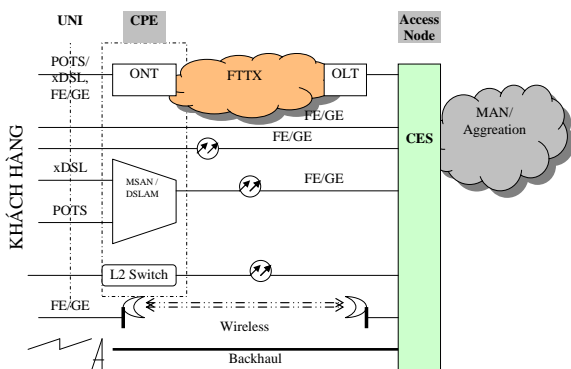 UNI
CPE
Access
Node
POTS/
xDSL,
FE/GE
ONT
FTTX
OLT
MAN/
Aggreation
FE/GE
FE/GE
CES
KHÁCH HÀNG
xDSL
MSAN /
DSLAM
FE/GE
POTS
L2 Switch
FE/GE
Wireless
Backhaul